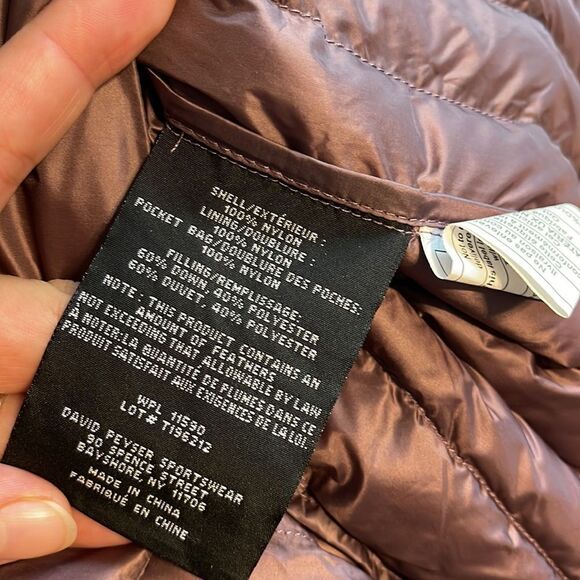 SHELL/EXTÉRIEUR :
100% NYLON
LINING/DOUBLURE :
100% NYLON
POCKET BAG/DOUBLURE DES POCHES:
100% NYLON
FILLING/REMPLISSAGE:
60% DOWN, 40% POLYESTER
60% DUVET, 40% POLYESTER
NOTE : THIS PRODUCT CONTAINS AN
AMOUNT OF FEATHERS
NOT EXCEEDING THAT ALLOWABLE BY LAW
À NOTER:LA QUANTITÉ DE PLUMES DANS CE
PRODUIT SATISFAIT AUX EXIGENCES DE LA LOI.
WPL 11590
LOT# T196212
DAVID PEYSER SPORTSWEAR
90 SPENCE STREET
BAYSHORE, NY, 11706
MADE IN CHINA
FABRIQUÉ EN CHINE